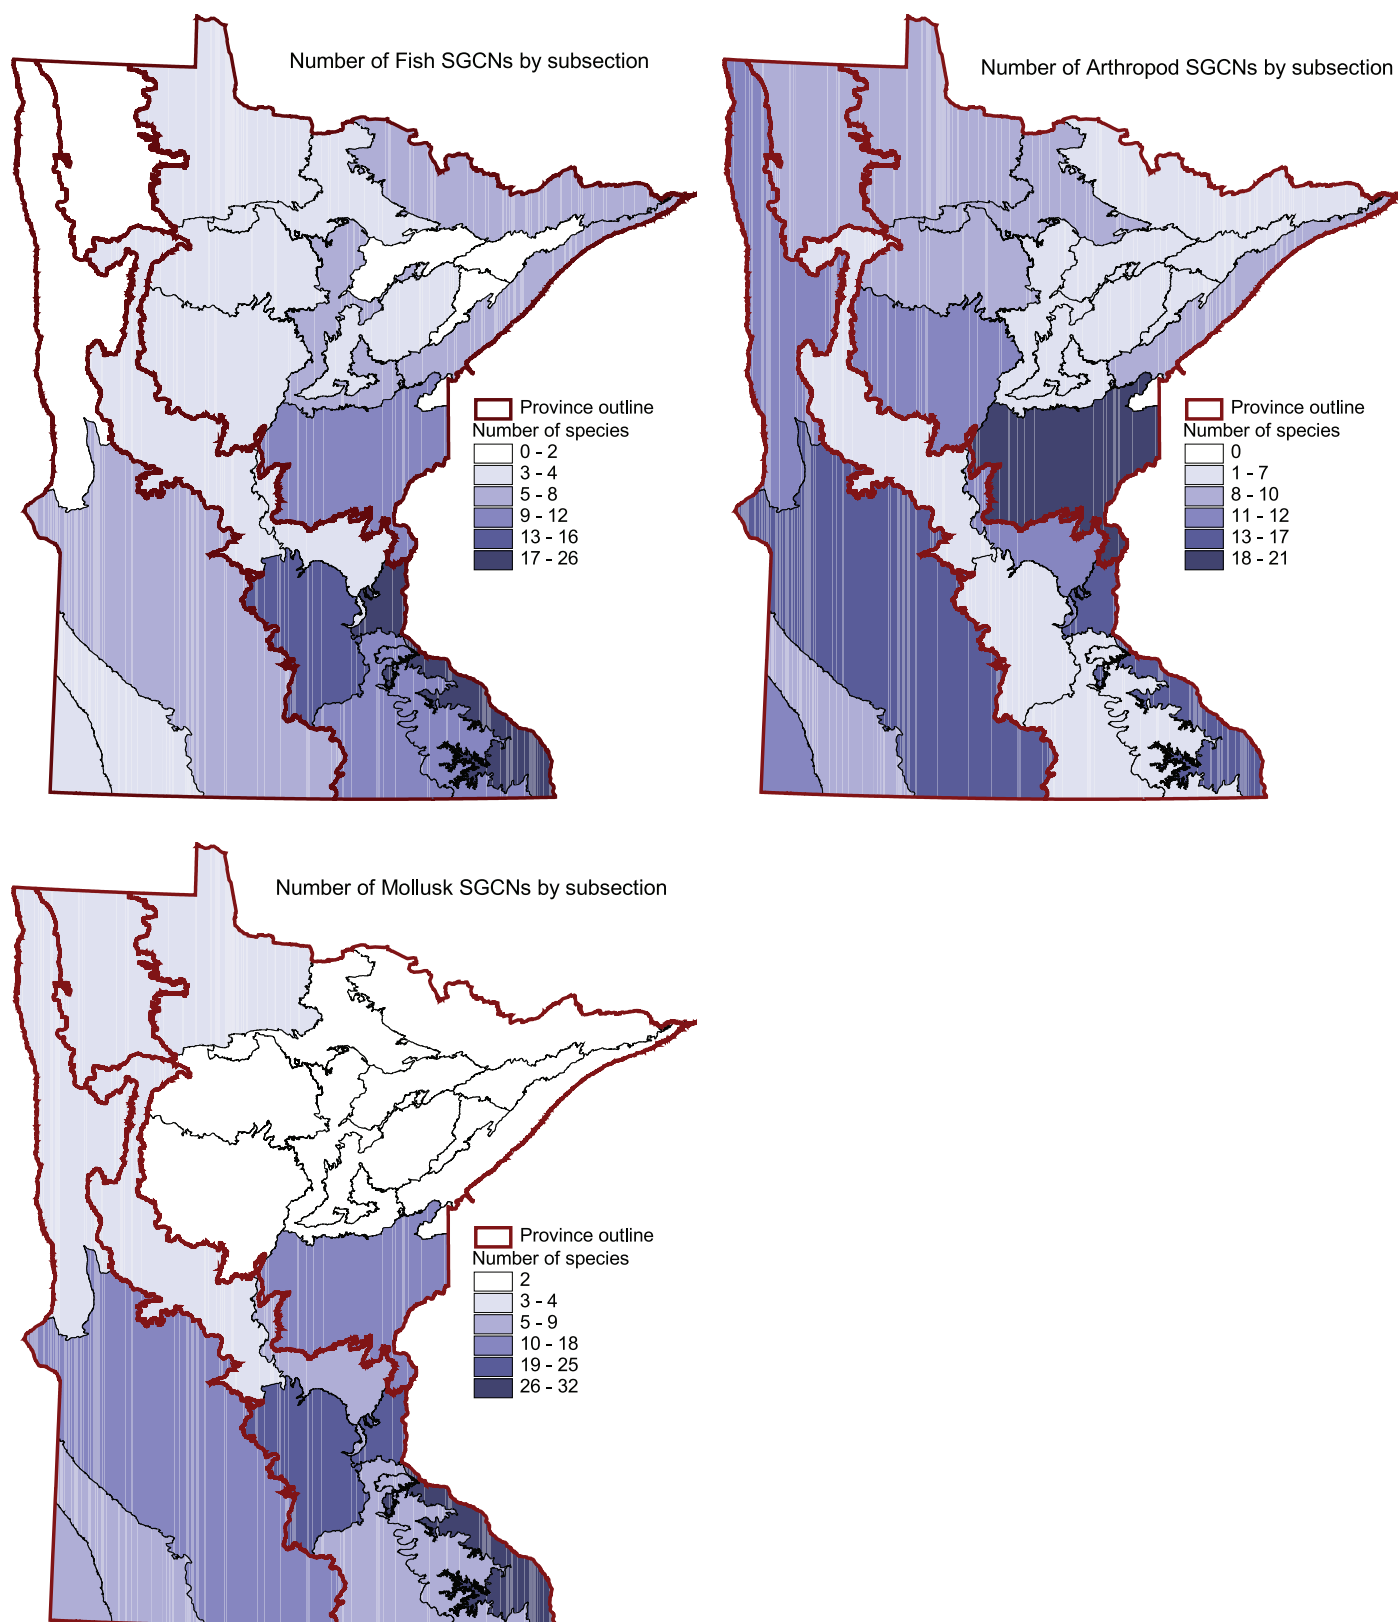 Number of Fish SGCNs by subsection
Province outline
Number of species
0 - 2
3 - 4
5 - 8
9 - 12
13 - 16
17 - 26
Number of Arthropod SGCNs by subsection
Province outline
Number of species
0
1 - 7
8 - 10
11 - 12
13 - 17
18 - 21
Number of Mollusk SGCNs by subsection
Province outline
Number of species
2
3 - 4
5 - 9
10 - 18
19 - 25
26 - 32